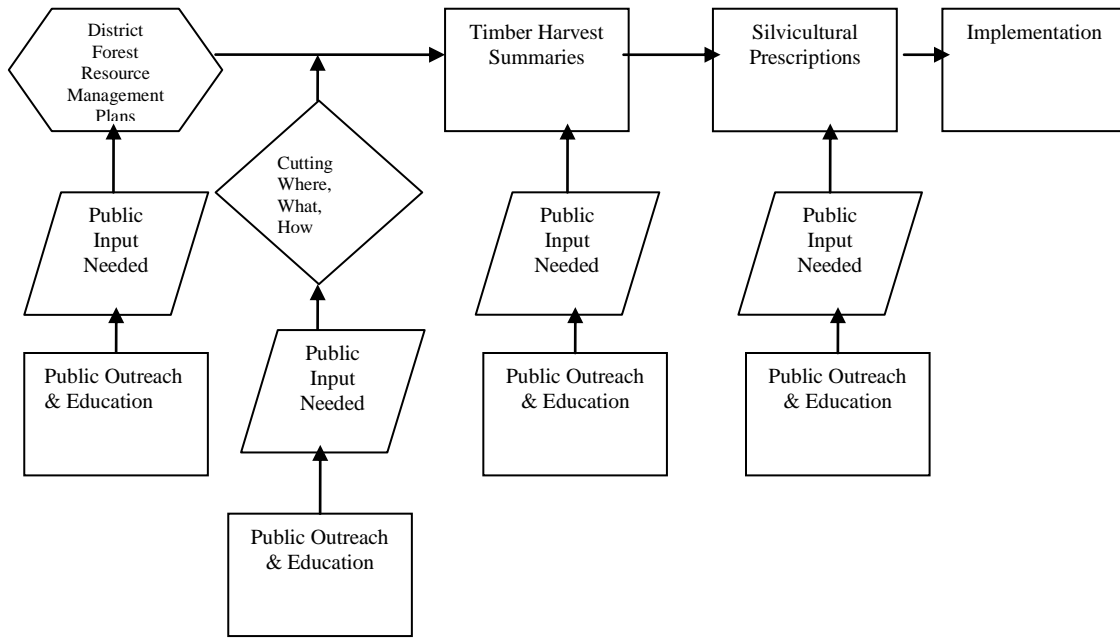 District
Forest
Resource
Management
Plans
Timber Harvest
Summaries
Silvicultural
Prescriptions
Implementation
Cutting
Where,
What,
How
Public
Input
Needed
Public
Input
Needed
Public
Input
Needed
Public
Input
Needed
Public Outreach
& Education
Public Outreach
& Education
Public Outreach
& Education
Public Outreach
& Education